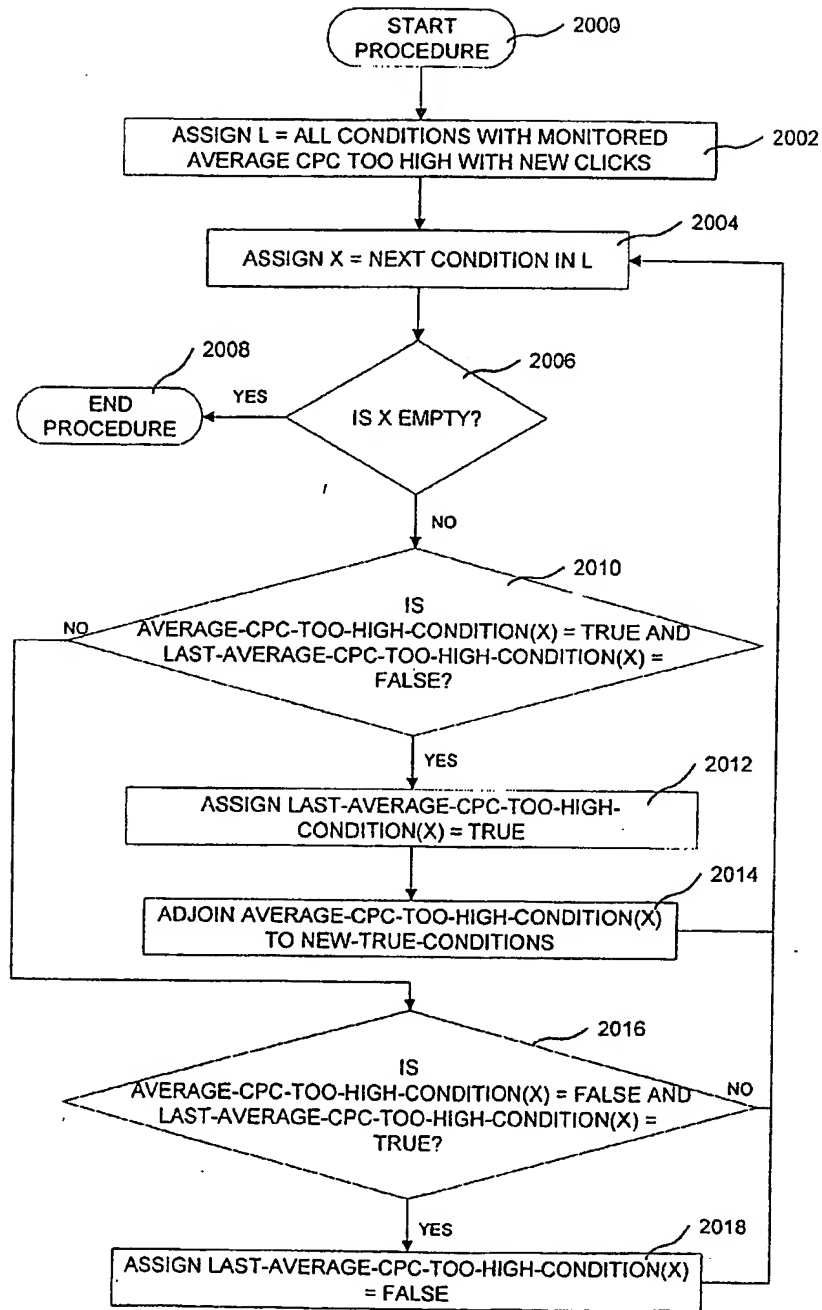 START
PROCEDURE
2000
ASSIGN L = ALL CONDITIONS WITH MONITORED
AVERAGE CPC TOO HIGH WITH NEW CLICKS
2002
2004
ASSIGN X = NEXT CONDITION IN L
2008
2006
END
PROCEDURE
YES
IS X EMPTY?
NO
2010
NO
IS
AVERAGE-CPC-TOO-HIGH-CONDITION(X) = TRUE AND
LAST-AVERAGE-CPC-TOO-HIGH-CONDITION(X) =
FALSE?
YES
2012
ASSIGN LAST-AVERAGE-CPC-TOO-HIGH-
CONDITION(X) = TRUE
2014
ADJOIN AVERAGE-CPC-TOO-HIGH-CONDITION(X)
TO NEW-TRUE-CONDITIONS
2016
IS
AVERAGE-CPC-TOO-HIGH-CONDITION(X) = FALSE AND
LAST-AVERAGE-CPC-TOO-HIGH-CONDITION(X) =
TRUE?
NO
YES
2018
ASSIGN LAST-AVERAGE-CPC-TOO-HIGH-CONDITION(X)
= FALSE